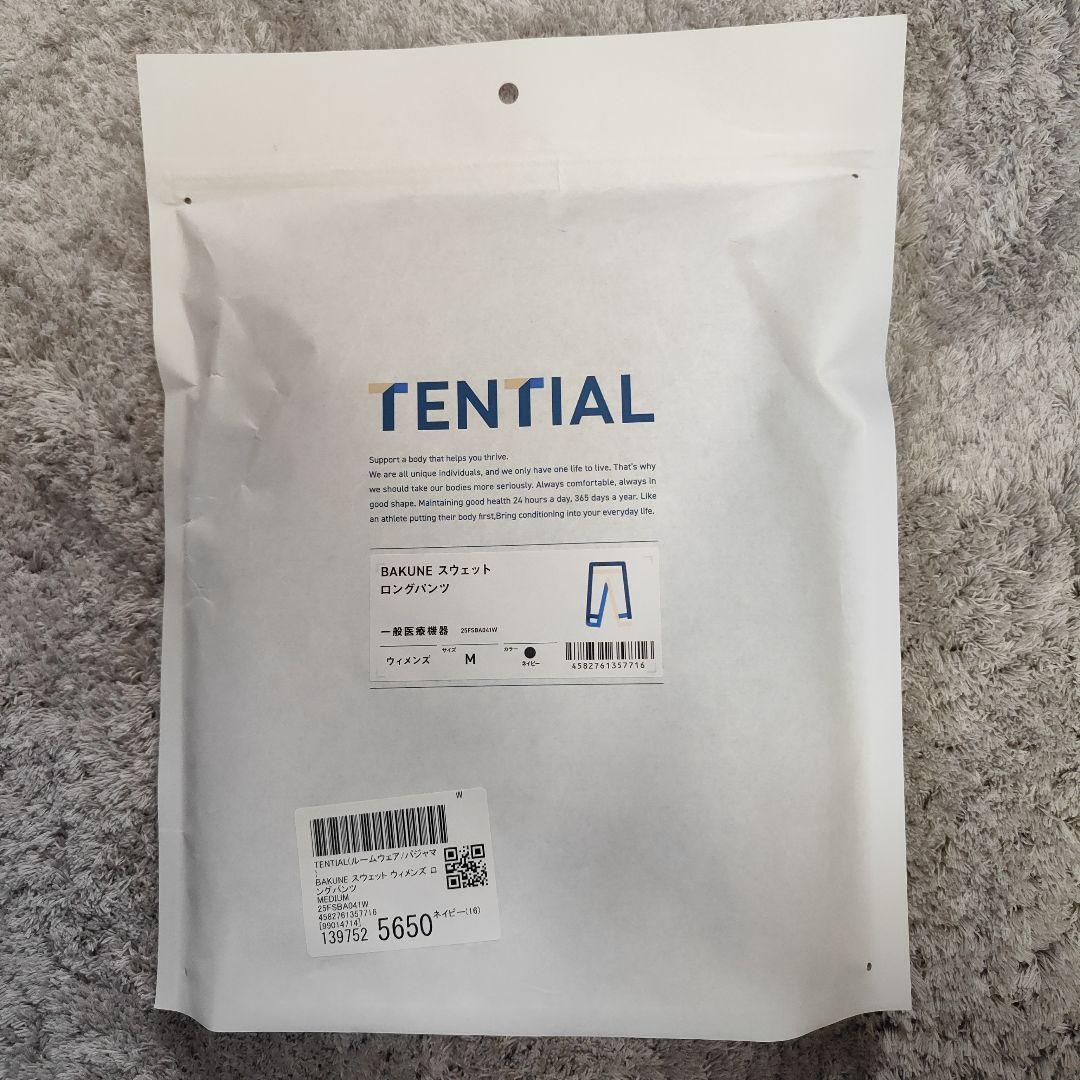 TENTIAL
Support a body that helps you thrive.
We are all unique individuals, and we only have one life to live. That's why
we should take our bodies more seriously. Always comfortable, always in
good shape. Maintaining good health 24 hours a day, 365 days a year. Like
an athlete putting their body first,Bring conditioning into your everyday life.
BAKUNE スウェット
ロングパンツ
一般医療機器 25FSBA041W
ウィメンズ サイズ M カラー ネイビー
4582761357716
W
TENTIAL(ルームウェア/パジャマ
)
BAKUNE スウェット ウィメンズ ロ
ングパンツ
MEDIUM
25FSBA041W
4582761357716
[99014714]
139752 5650 ネイビー(16)